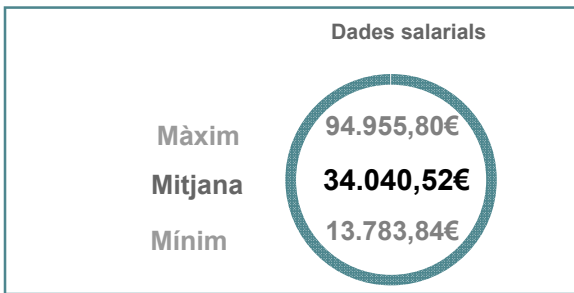 Dades salarials
Màxim 94.955,80€
Mitjana 34.040,52€
Mínim 13.783,84€